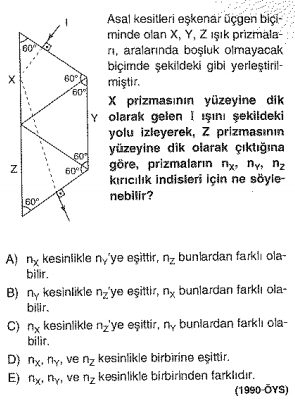 I
60°
X
60°
60°
Y
60°
Z
60°
60°
Asal kesitleri eşkenar üçgen biçi-
minde olan X, Y, Z ışık prizmala-
rı, aralarında boşluk olmayacak
biçimde şekildeki gibi yerleştiril-
miştir.
X prizmasının yüzeyine dik
olarak gelen I ışını şekildeki
yolu izleyerek, Z prizmasının
yüzeyine dik olarak çıktığına
göre, prizmaların nX, nY, nZ
kırıcılık indisleri için ne söyle-
nebilir?
A) nX kesinlikle nY'ye eşittir, nZ bunlardan farklı ola-
bilir.
B) nY kesinlikle nZ'ye eşittir, nX bunlardan farklı ola-
bilir.
C) nX kesinlikle nZ'ye eşittir, nY bunlardan farklı ola-
bilir.
D) nX, nY, ve nZ kesinlikle birbirine eşittir.
E) nX, nY, ve nZ kesinlikle birbirinden farklıdır.
(1990-ÖYS)